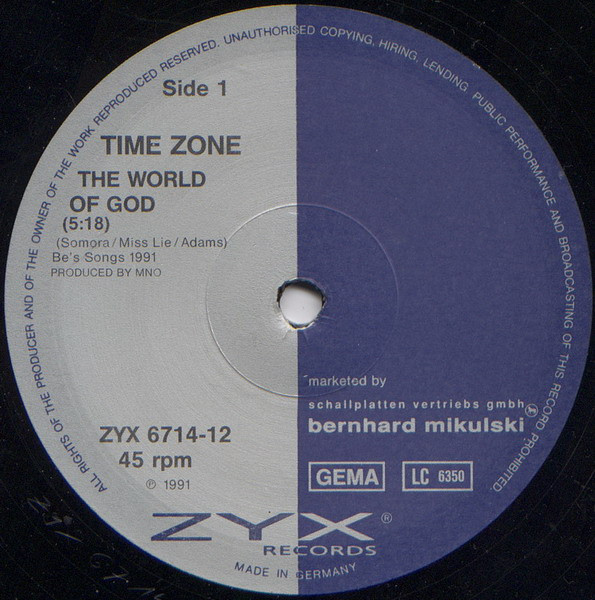 ALL RIGHTS OF THE PRODUCER AND OF THE OWNER OF THE WORK REPRODUCED RESERVED. UNAUTHORISED COPYING, HIRING, LENDING PUBLIC PERFORMANCE AND BROADCASTING OF THIS RECORD PROHIBITED.
Side 1
TIME ZONE
THE WORLD
OF GOD
(5:18)
(Somora/Miss Lie/Adams)
Be's Songs 1991
PRODUCED BY MNO
marketed by
schallplatten vertriebs gmbh
bernhard mikulski
ZYX 6714-12
45 rpm
℗ 1991
GEMA
LC 6350
ZYX®
RECORDS
MADE IN GERMANY